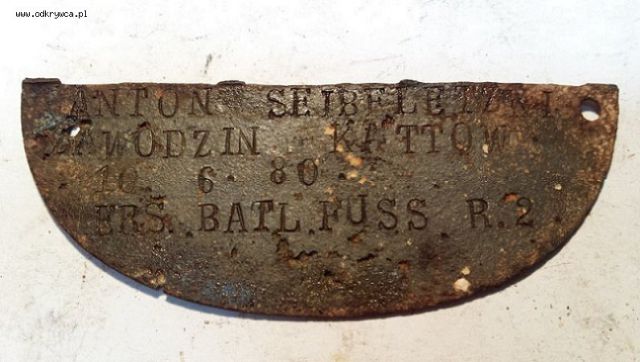 www.odkrywca.pl
ANTON
ZAWODZIN KATTOW
10. 6. 80.
ERS. BATL. FUSS R. 2